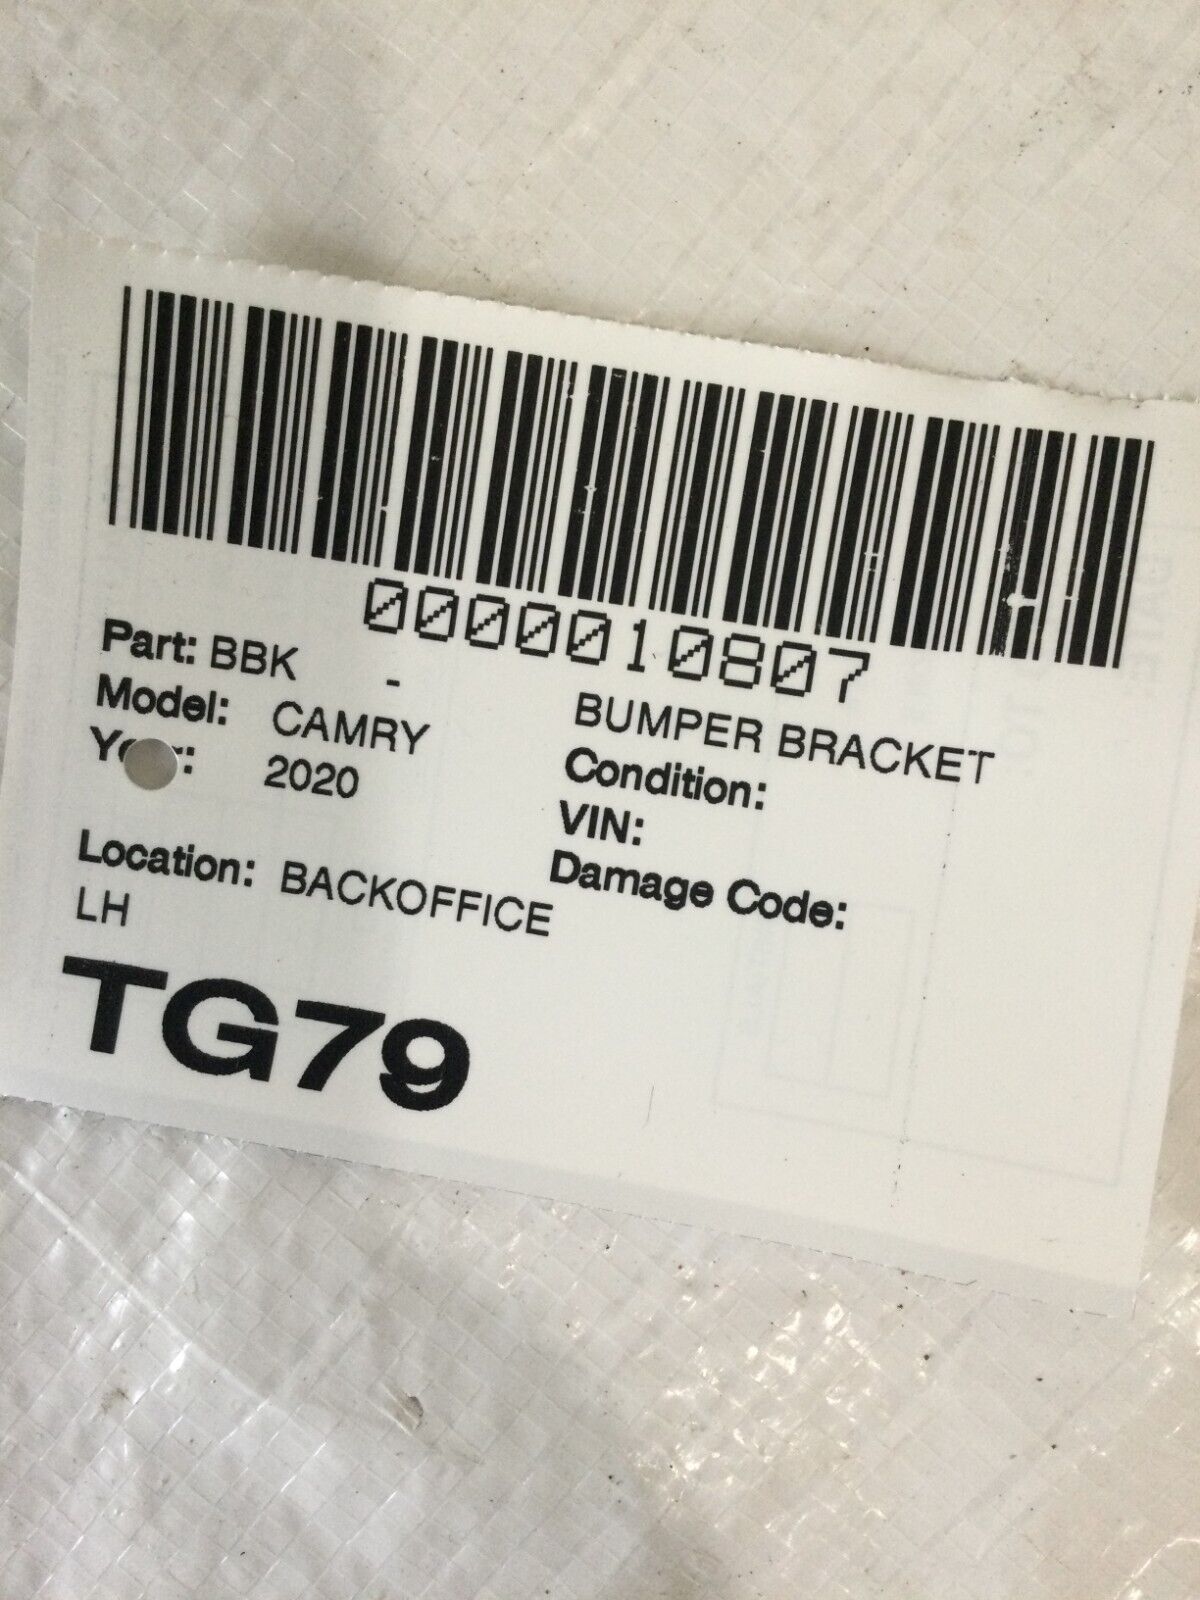 0000010807
Part: BBK - BUMPER BRACKET
Model: CAMRY Condition:
2020 VIN:
Damage Code:
Location: BACKOFFICE
LH
TG79